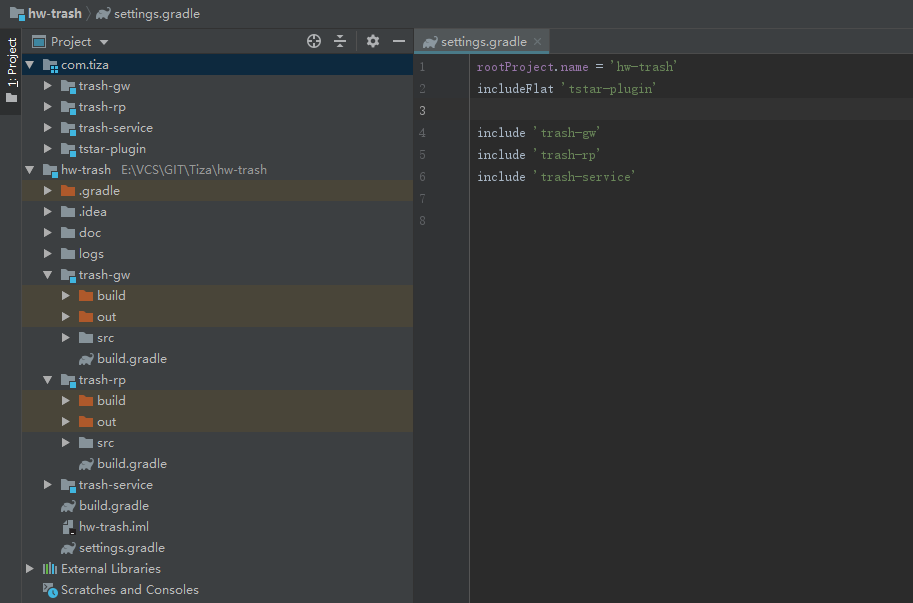 hw-trash settings.gradle
1: Project
Project
settings.gradle
com.tiza
trash-gw
trash-rp
trash-service
tstar-plugin
hw-trash E:\VCS\GIT\Tiza\hw-trash
.gradle
.idea
doc
logs
trash-gw
build
out
src
build.gradle
trash-rp
build
out
src
build.gradle
trash-service
build.gradle
hw-trash.iml
settings.gradle
External Libraries
Scratches and Consoles
1 rootProject.name = 'hw-trash'
2 includeFlat 'tstar-plugin'
3
4 include 'trash-gw'
5 include 'trash-rp'
6 include 'trash-service'
7
8